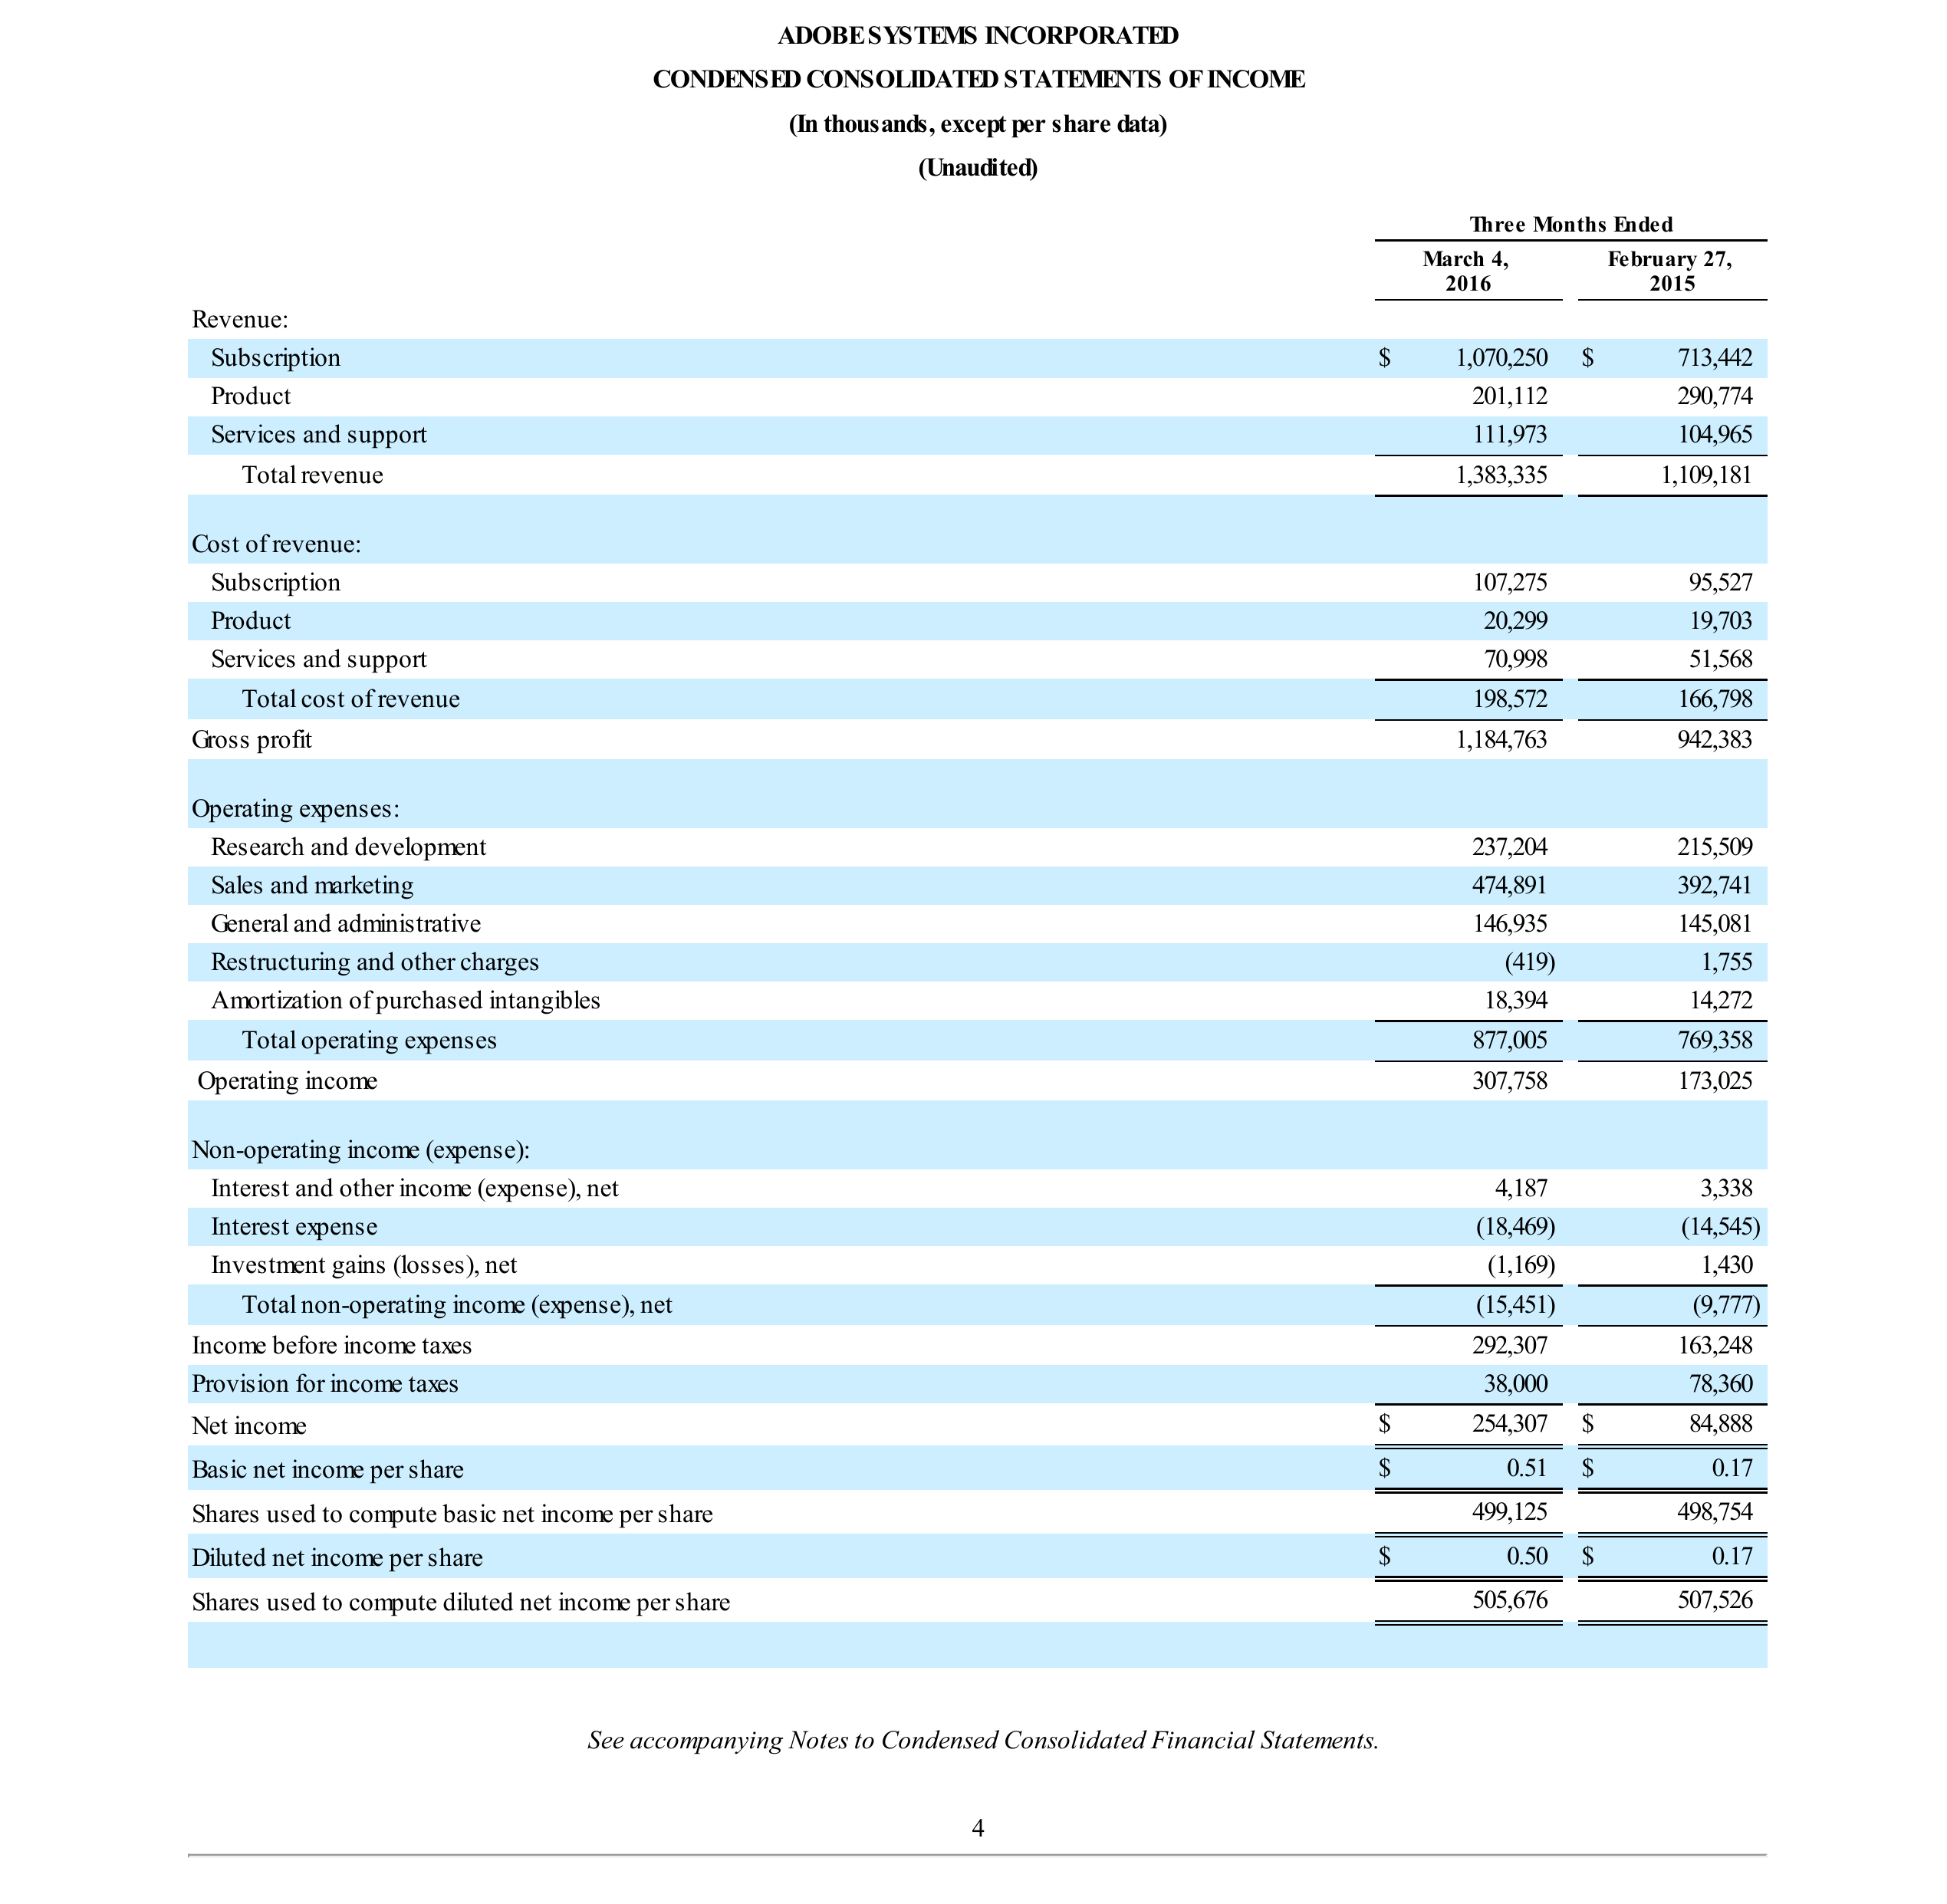 ADOBE SYSTEMS INCORPORATED
CONDENSED CONSOLIDATED STATEMENTS OF INCOME
(In thousands, except per share data)
(Unaudited)
Three Months Ended
March 4, 2016 February 27, 2015
Revenue:
Subscription $ 1,070,250 $ 713,442
Product 201,112 290,774
Services and support 111,973 104,965
Total revenue 1,383,335 1,109,181
Cost of revenue:
Subscription 107,275 95,527
Product 20,299 19,703
Services and support 70,998 51,568
Total cost of revenue 198,572 166,798
Gross profit 1,184,763 942,383
Operating expenses:
Research and development 237,204 215,509
Sales and marketing 474,891 392,741
General and administrative 146,935 145,081
Restructuring and other charges (419) 1,755
Amortization of purchased intangibles 18,394 14,272
Total operating expenses 877,005 769,358
Operating income 307,758 173,025
Non-operating income (expense):
Interest and other income (expense), net 4,187 3,338
Interest expense (18,469) (14,545)
Investment gains (losses), net (1,169) 1,430
Total non-operating income (expense), net (15,451) (9,777)
Income before income taxes 292,307 163,248
Provision for income taxes 38,000 78,360
Net income $ 254,307 $ 84,888
Basic net income per share $ 0.51 $ 0.17
Shares used to compute basic net income per share 499,125 498,754
Diluted net income per share $ 0.50 $ 0.17
Shares used to compute diluted net income per share 505,676 507,526
See accompanying Notes to Condensed Consolidated Financial Statements.
4